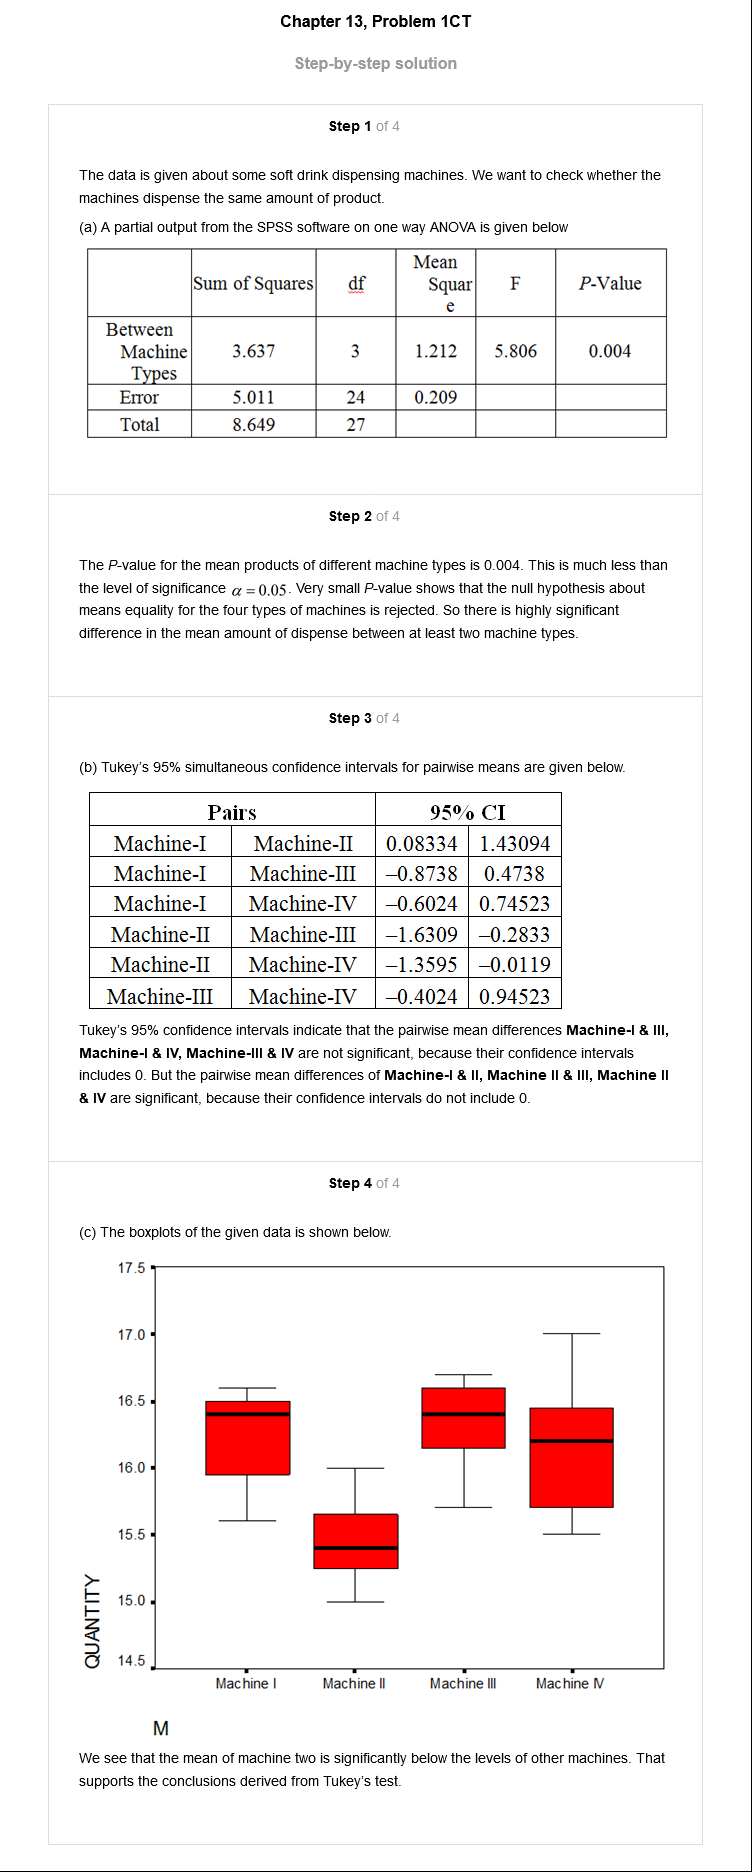 Chapter 13, Problem 1CT
Step-by-step solution
Step 1 of 4
The data is given about some soft drink dispensing machines. We want to check whether the
machines dispense the same amount of product.
(a) A partial output from the SPSS software on one way ANOVA is given below
Sum of Squares df Mean Squar e F P-Value
Between Machine Types 3.637 3 1.212 5.806 0.004
Error 5.011 24 0.209
Total 8.649 27
Step 2 of 4
The P-value for the mean products of different machine types is 0.004. This is much less than
the level of significance α = 0.05. Very small P-value shows that the null hypothesis about
means equality for the four types of machines is rejected. So there is highly significant
difference in the mean amount of dispense between at least two machine types.
Step 3 of 4
(b) Tukey's 95% simultaneous confidence intervals for pairwise means are given below.
Pairs 95% CI
Machine-I Machine-II 0.08334 1.43094
Machine-I Machine-III −0.8738 0.4738
Machine-I Machine-IV −0.6024 0.74523
Machine-II Machine-III −1.6309 −0.2833
Machine-II Machine-IV −1.3595 −0.0119
Machine-III Machine-IV −0.4024 0.94523
Tukey's 95% confidence intervals indicate that the pairwise mean differences Machine-I & III,
Machine-I & IV, Machine-III & IV are not significant, because their confidence intervals
includes 0. But the pairwise mean differences of Machine-I & II, Machine II & III, Machine II
& IV are significant, because their confidence intervals do not include 0.
Step 4 of 4
(c) The boxplots of the given data is shown below.
17.5
17.0
16.5
16.0
15.5
15.0
14.5
QUANTITY
Machine I Machine II Machine III Machine IV
M
We see that the mean of machine two is significantly below the levels of other machines. That
supports the conclusions derived from Tukey's test.